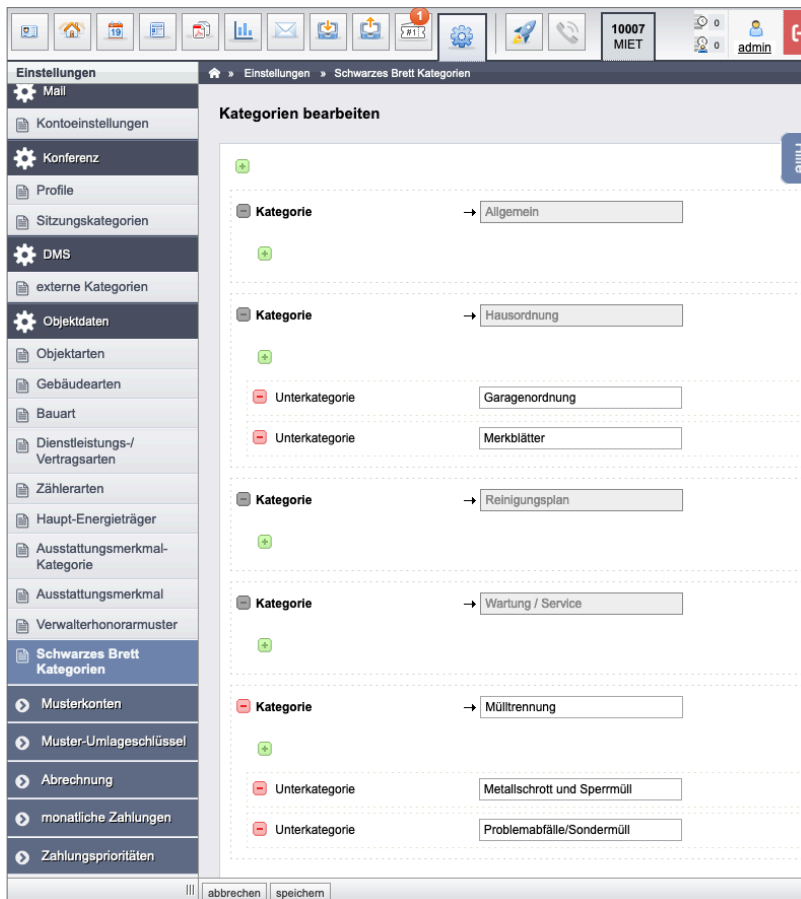 19
1
#1
10007
MIET
0
0
admin
Einstellungen
» Einstellungen » Schwarzes Brett Kategorien
Mail
Kontoeinstellungen
Konferenz
Profile
Sitzungskategorien
DMS
externe Kategorien
Objektdaten
Objektarten
Gebäudearten
Bauart
Dienstleistungs-/
Vertragsarten
Zählerarten
Haupt-Energieträger
Ausstattungsmerkmal-
Kategorie
Ausstattungsmerkmal
Verwalterhonorarmuster
Schwarzes Brett
Kategorien
Musterkonten
Muster-Umlageschlüssel
Abrechnung
monatliche Zahlungen
Zahlungsprioritäten
Kategorien bearbeiten
Hilfe
Kategorie Allgemein
Kategorie Hausordnung
Unterkategorie Garagenordnung
Unterkategorie Merkblätter
Kategorie Reinigungsplan
Kategorie Wartung / Service
Kategorie Mülltrennung
Unterkategorie Metallschrott und Sperrmüll
Unterkategorie Problemabfälle/Sondermüll
abbrechen speichern